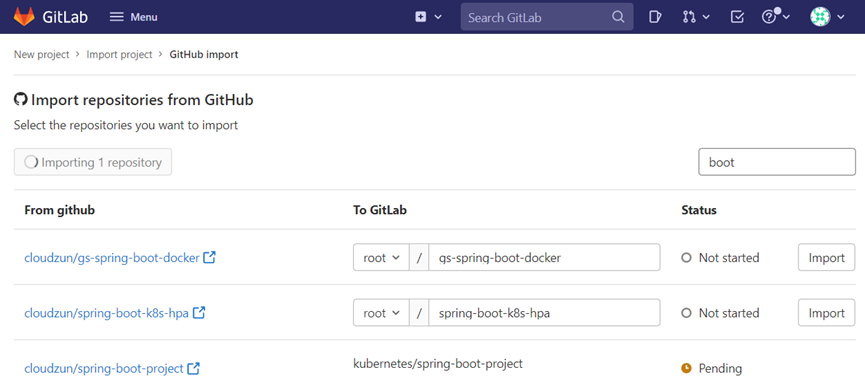 GitLab Menu Search GitLab
New project > Import project > GitHub import
Import repositories from GitHub
Select the repositories you want to import
Importing 1 repository boot
From github To GitLab Status
cloudzun/gs-spring-boot-docker root / gs-spring-boot-docker Not started Import
cloudzun/spring-boot-k8s-hpa root / spring-boot-k8s-hpa Not started Import
cloudzun/spring-boot-project kubernetes/spring-boot-project Pending